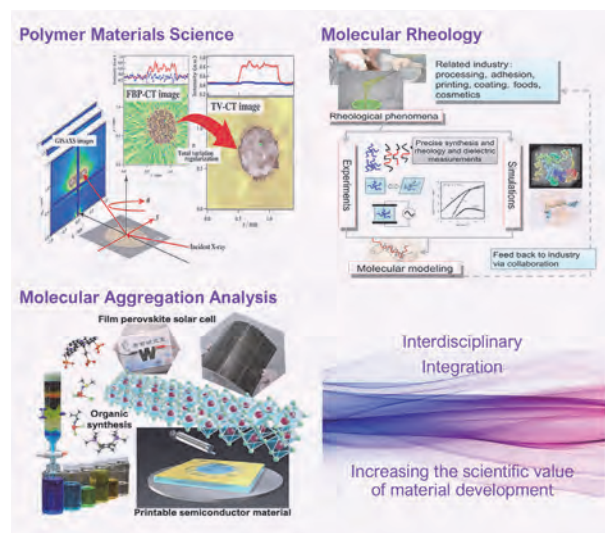 Polymer Materials Science
FBP-CT image
TV-CT image
GISAXS images
Total variation
regularization
Incident X-ray
Molecular Rheology
Related industry:
processing, adhesion,
printing, coating, foods,
cosmetics
Rheological phenomena
Precise synthesis and
rheology and dielectric
measurements
Experiments
Simulations
Feed back to industry
via collaboration
Molecular modeling
Molecular Aggregation Analysis
Film perovskite solar cell
Organic
synthesis
Printable semiconductor material
Interdisciplinary
Integration
Increasing the scientific value
of material development